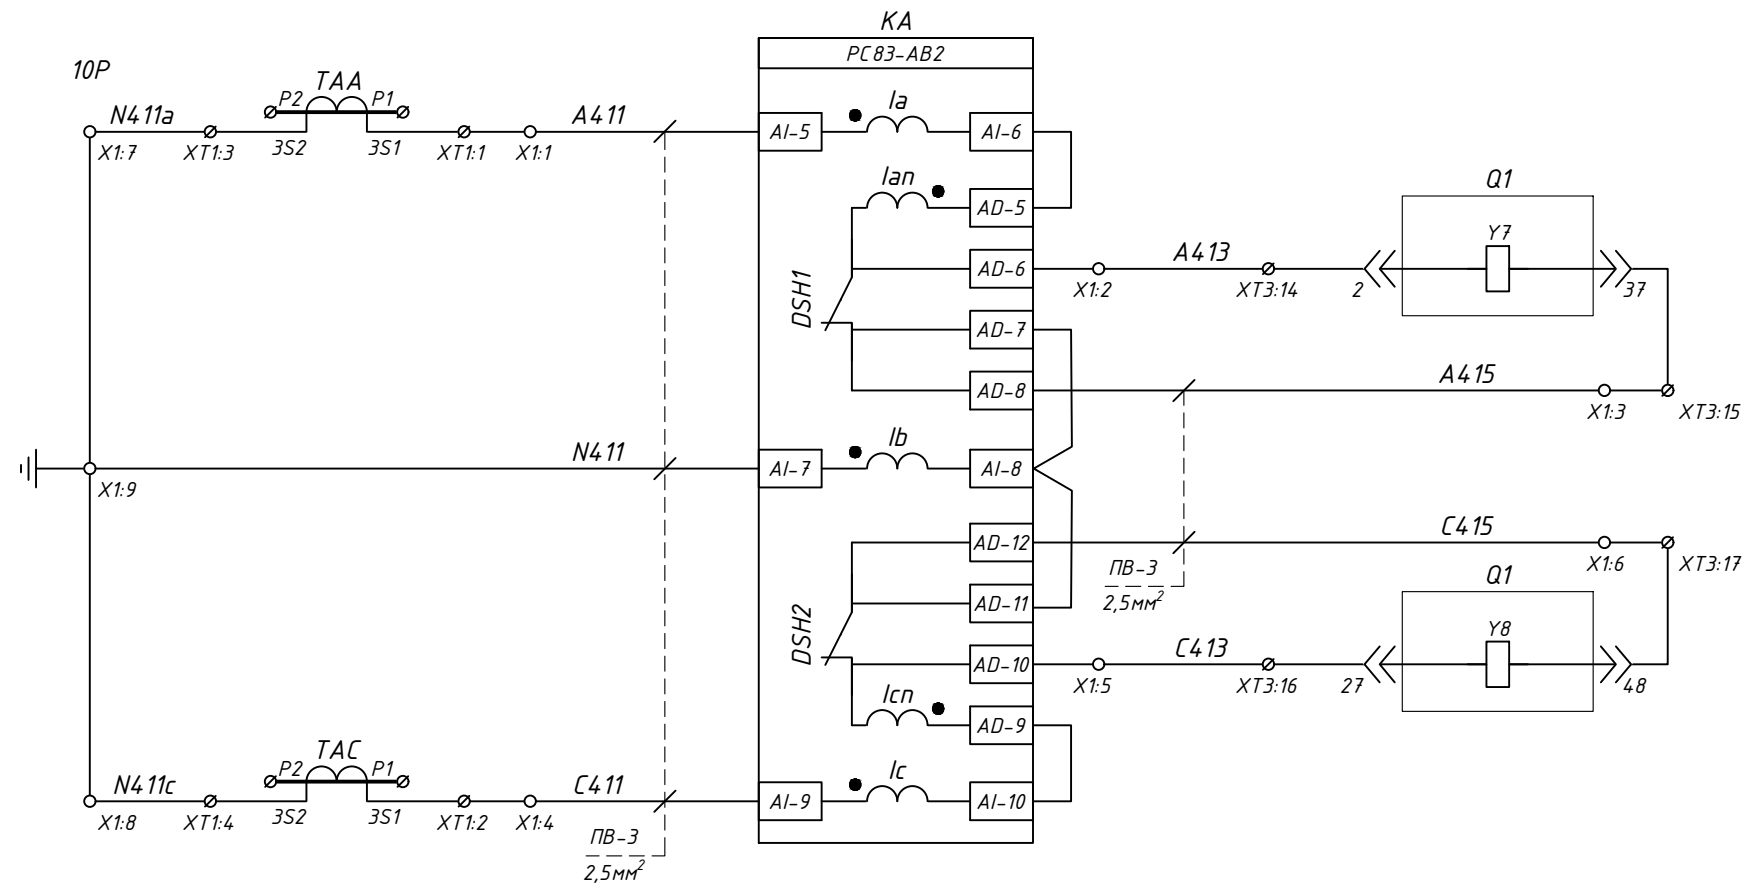 KA
РС83-АВ2
10Р
TAA
P2
P1
N411a
A411
X1:7
XT1:3
3S2
3S1
XT1:1
X1:1
AI-5
Ia
AI-6
Ian
AD-5
DSH1
AD-6
A413
X1:2
XT3:14
2
Q1
Y7
37
AD-7
AD-8
A415
X1:3
XT3:15
N411
X1:9
AI-7
Ib
AI-8
AD-12
C415
X1:6
XT3:17
ПВ-3
2,5мм²
AD-11
DSH2
AD-10
C413
X1:5
XT3:16
27
Q1
Y8
48
Icn
AD-9
TAC
P2
P1
N411c
C411
X1:8
XT1:4
3S2
3S1
XT1:2
X1:4
AI-9
Ic
AI-10
ПВ-3
2,5мм²